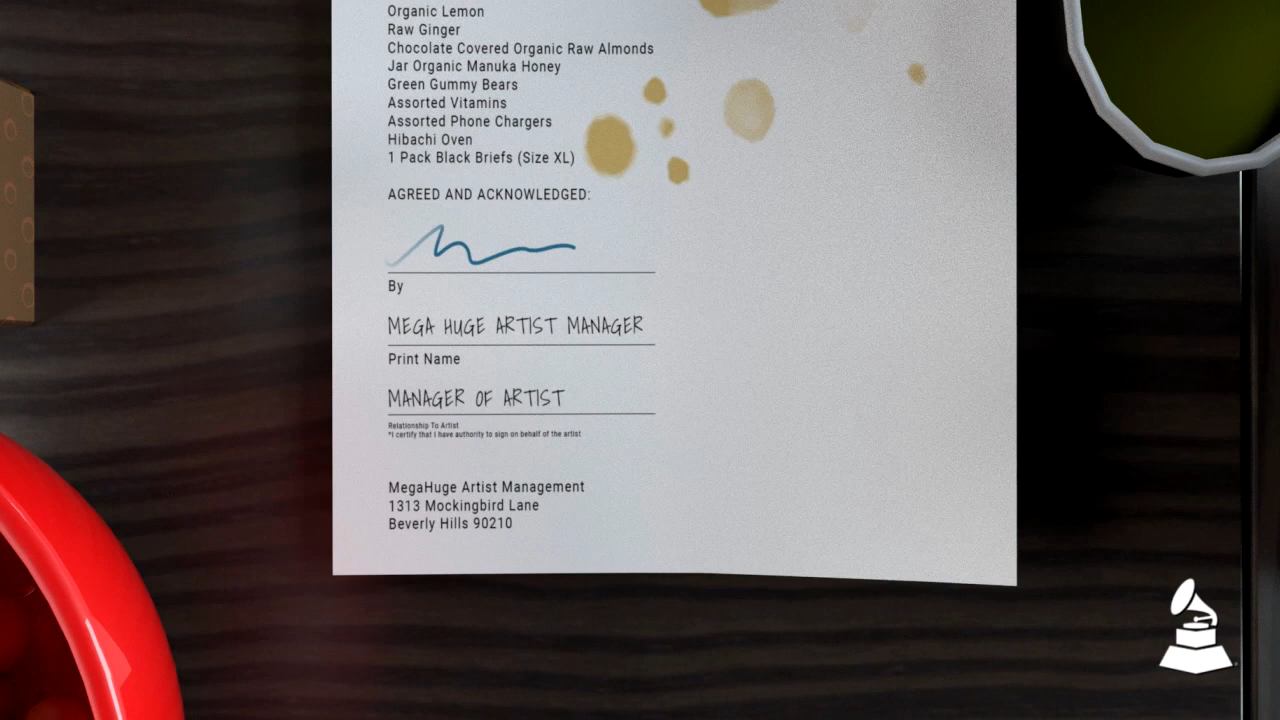 Organic Lemon
Raw Ginger
Chocolate Covered Organic Raw Almonds
Jar Organic Manuka Honey
Green Gummy Bears
Assorted Vitamins
Assorted Phone Chargers
Hibachi Oven
1 Pack Black Briefs (Size XL)
AGREED AND ACKNOWLEDGED:
By
MEGA HUGE ARTIST MANAGER
Print Name
MANAGER OF ARTIST
Relationship To Artist
*I certify that I have authority to sign on behalf of the artist
MegaHuge Artist Management
1313 Mockingbird Lane
Beverly Hills 90210